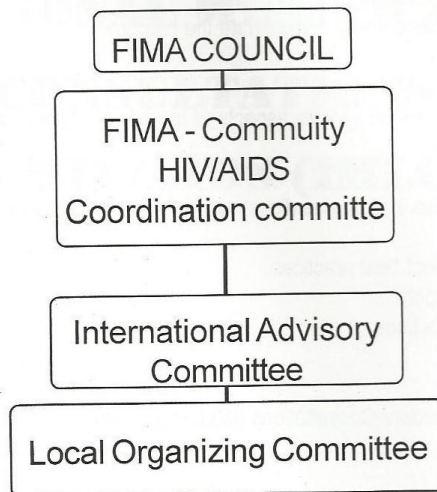 FIMA COUNCIL
FIMA - Commuity
HIV/AIDS
Coordination committe
International Advisory
Committee
Local Organizing Committee